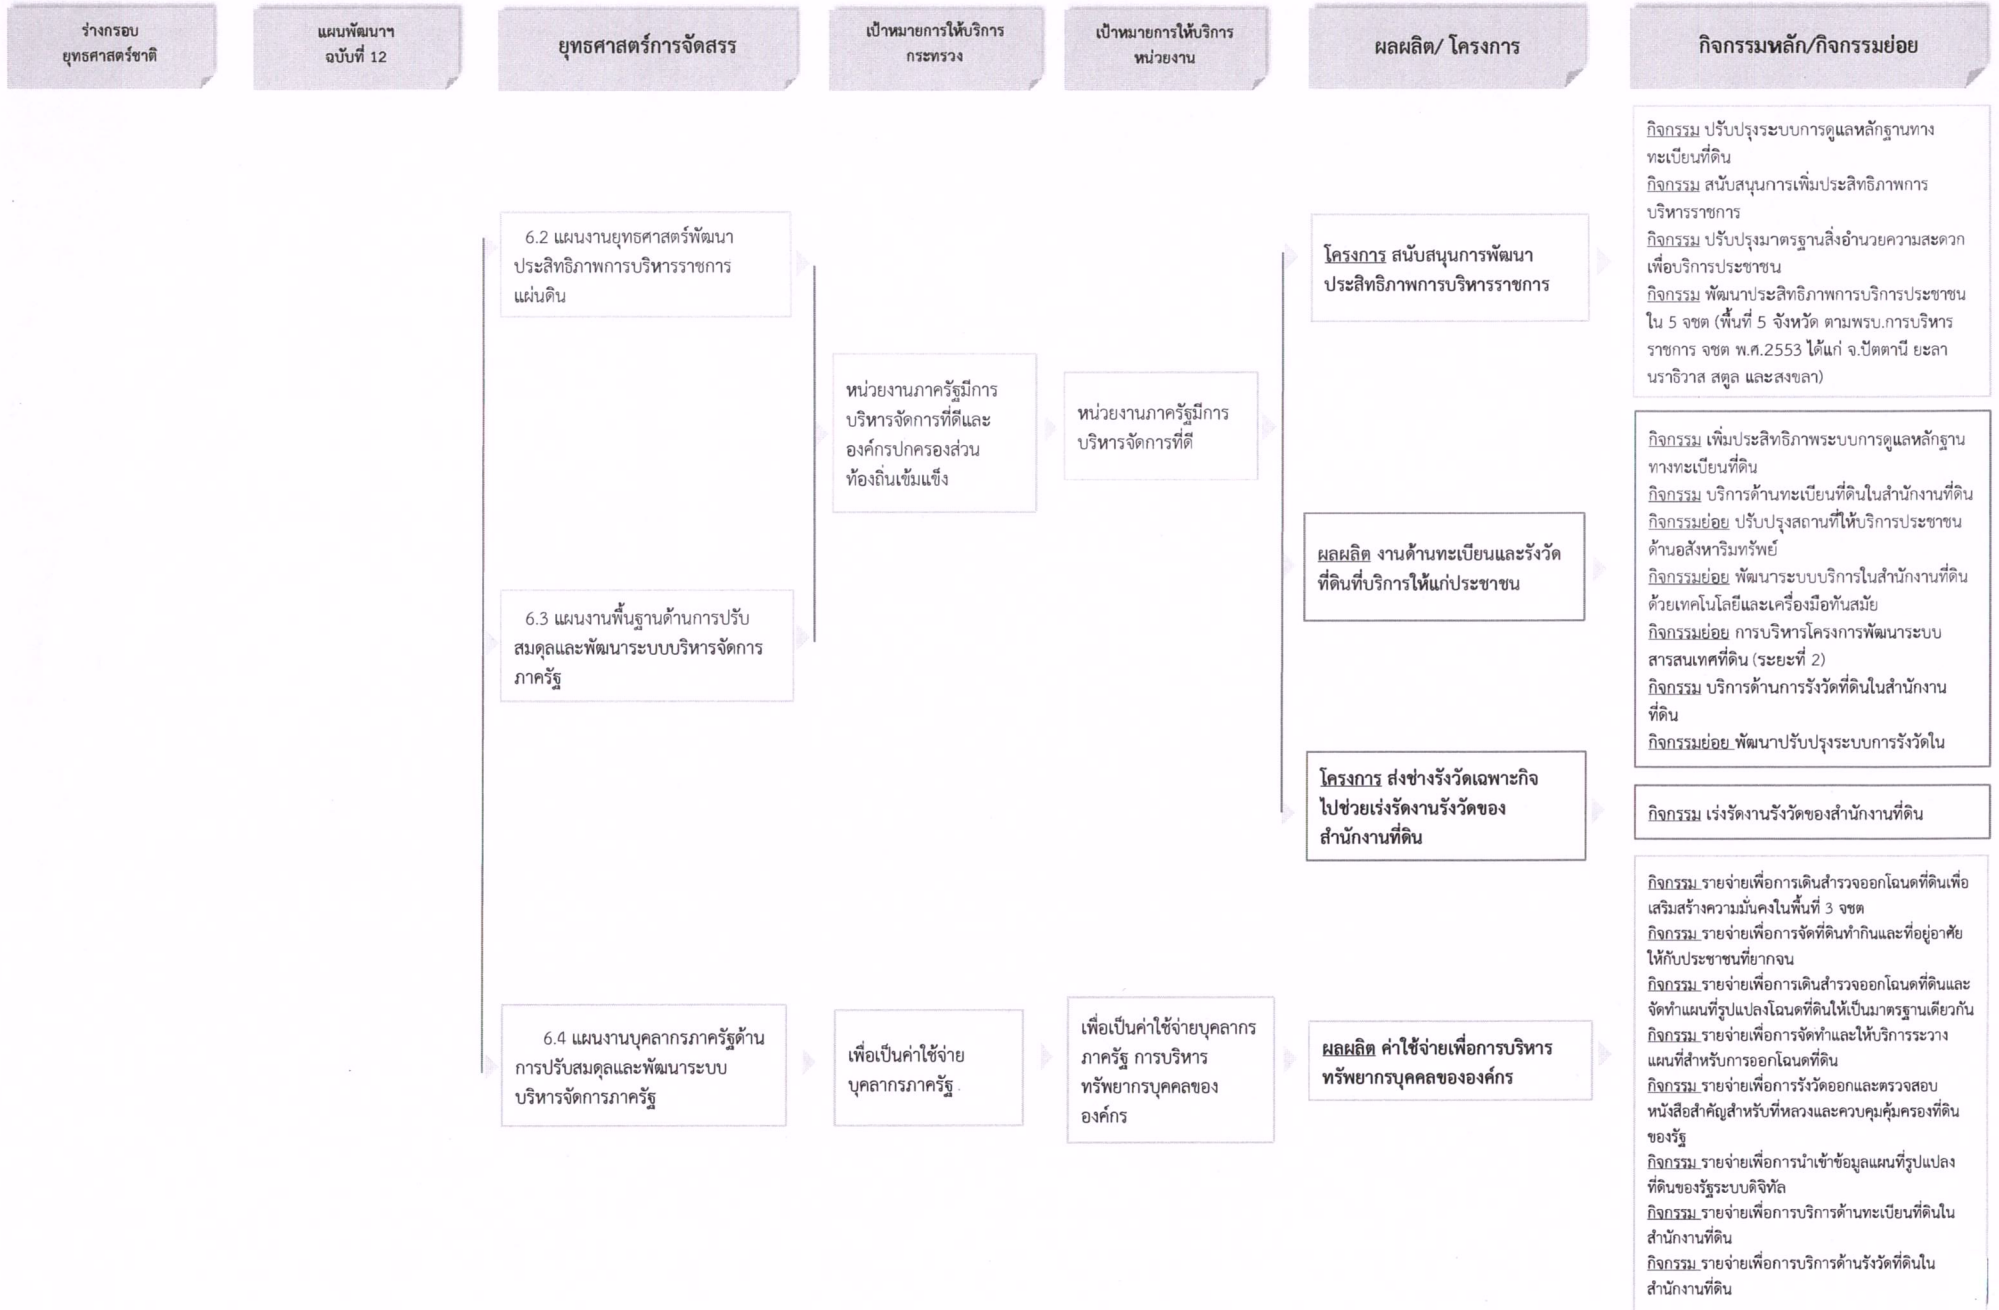 ร่างกรอบ
ยุทธศาสตร์ชาติ
แผนพัฒนาฯ
ฉบับที่ 12
ยุทธศาสตร์การจัดสรร
เป้าหมายการให้บริการ
กระทรวง
เป้าหมายการให้บริการ
หน่วยงาน
ผลผลิต/ โครงการ
กิจกรรมหลัก/กิจกรรมย่อย
6.2 แผนงานยุทธศาสตร์พัฒนา
ประสิทธิภาพการบริหารราชการ
แผ่นดิน
6.3 แผนงานพื้นฐานด้านการปรับ
สมดุลและพัฒนาระบบบริหารจัดการ
ภาครัฐ
หน่วยงานภาครัฐมีการ
บริหารจัดการที่ดีและ
องค์กรปกครองส่วน
ท้องถิ่นเข้มแข็ง
หน่วยงานภาครัฐมีการ
บริหารจัดการที่ดี
โครงการ สนับสนุนการพัฒนา
ประสิทธิภาพการบริหารราชการ
กิจกรรม ปรับปรุงระบบการดูแลหลักฐานทาง
ทะเบียนที่ดิน
กิจกรรม สนับสนุนการเพิ่มประสิทธิภาพการ
บริหารราชการ
กิจกรรม ปรับปรุงมาตรฐานสิ่งอำนวยความสะดวก
เพื่อบริการประชาชน
กิจกรรม พัฒนาประสิทธิภาพการบริการประชาชน
ใน 5 จชต (พื้นที่ 5 จังหวัด ตามพรบ.การบริหาร
ราชการ จชต พ.ศ.2553 ได้แก่ จ.ปัตตานี ยะลา
นราธิวาส สตูล และสงขลา)
ผลผลิต งานด้านทะเบียนและรังวัด
ที่ดินที่บริการให้แก่ประชาชน
กิจกรรม เพิ่มประสิทธิภาพระบบการดูแลหลักฐาน
ทางทะเบียนที่ดิน
กิจกรรม บริการด้านทะเบียนที่ดินในสำนักงานที่ดิน
กิจกรรมย่อย ปรับปรุงสถานที่ให้บริการประชาชน
ด้านอสังหาริมทรัพย์
กิจกรรมย่อย พัฒนาระบบบริการในสำนักงานที่ดิน
ด้วยเทคโนโลยีและเครื่องมือทันสมัย
กิจกรรมย่อย การบริหารโครงการพัฒนาระบบ
สารสนเทศที่ดิน (ระยะที่ 2)
กิจกรรม บริการด้านการรังวัดที่ดินในสำนักงาน
ที่ดิน
กิจกรรมย่อย พัฒนาปรับปรุงระบบการรังวัดใน
โครงการ ส่งช่างรังวัดเฉพาะกิจ
ไปช่วยเร่งรัดงานรังวัดของ
สำนักงานที่ดิน
กิจกรรม เร่งรัดงานรังวัดของสำนักงานที่ดิน
6.4 แผนงานบุคลากรภาครัฐด้าน
การปรับสมดุลและพัฒนาระบบ
บริหารจัดการภาครัฐ
เพื่อเป็นค่าใช้จ่าย
บุคลากรภาครัฐ
เพื่อเป็นค่าใช้จ่ายบุคลากร
ภาครัฐ การบริหาร
ทรัพยากรบุคคลของ
องค์กร
ผลผลิต ค่าใช้จ่ายเพื่อการบริหาร
ทรัพยากรบุคคลขององค์กร
กิจกรรม รายจ่ายเพื่อการเดินสำรวจออกโฉนดที่ดินเพื่อ
เสริมสร้างความมั่นคงในพื้นที่ 3 จชต
กิจกรรม รายจ่ายเพื่อการจัดที่ดินทำกินและที่อยู่อาศัย
ให้กับประชาชนที่ยากจน
กิจกรรม รายจ่ายเพื่อการเดินสำรวจออกโฉนดที่ดินและ
จัดทำแผนที่รูปแปลงโฉนดที่ดินให้เป็นมาตรฐานเดียวกัน
กิจกรรม รายจ่ายเพื่อการจัดทำและให้บริการระวาง
แผนที่สำหรับการออกโฉนดที่ดิน
กิจกรรม รายจ่ายเพื่อการรังวัดออกและตรวจสอบ
หนังสือสำคัญสำหรับที่หลวงและควบคุมคุ้มครองที่ดิน
ของรัฐ
กิจกรรม รายจ่ายเพื่อการนำเข้าข้อมูลแผนที่รูปแปลง
ที่ดินของรัฐระบบดิจิทัล
กิจกรรม รายจ่ายเพื่อการบริการด้านทะเบียนที่ดินใน
สำนักงานที่ดิน
กิจกรรม รายจ่ายเพื่อการบริการด้านรังวัดที่ดินใน
สำนักงานที่ดิน